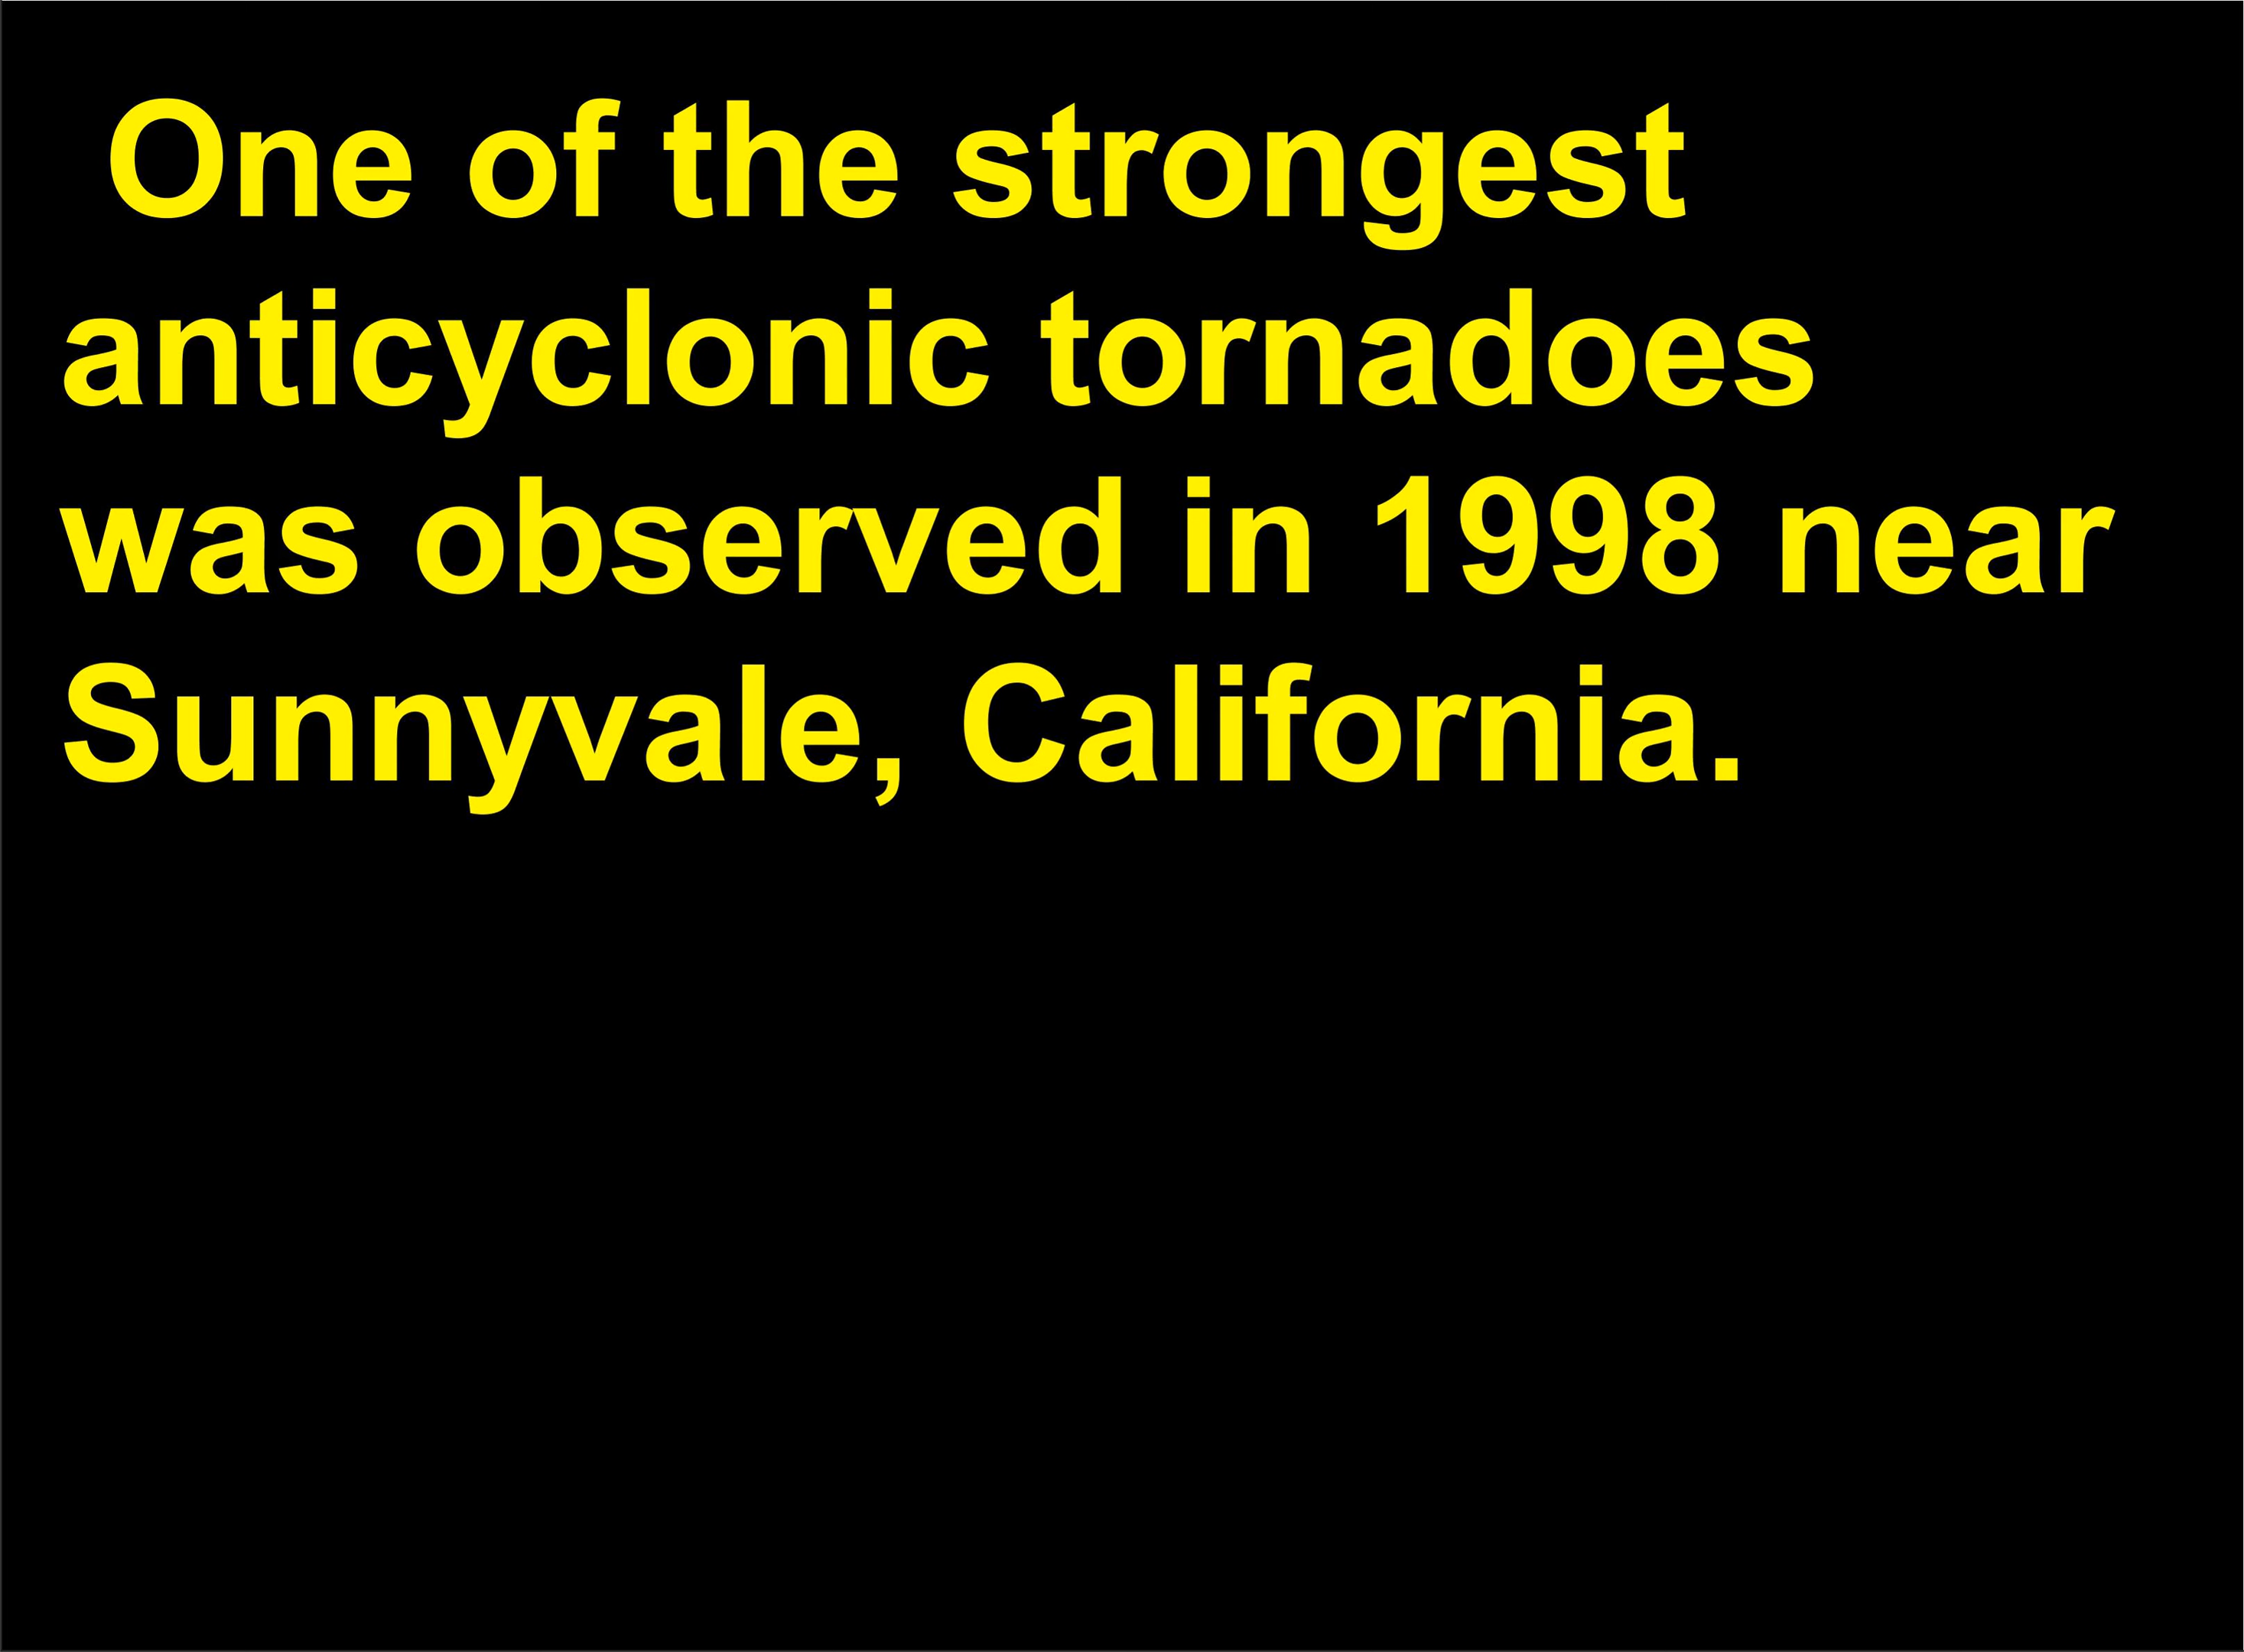 One of the strongest
anticyclonic tornadoes
was observed in 1998 near
Sunnyvale, California.